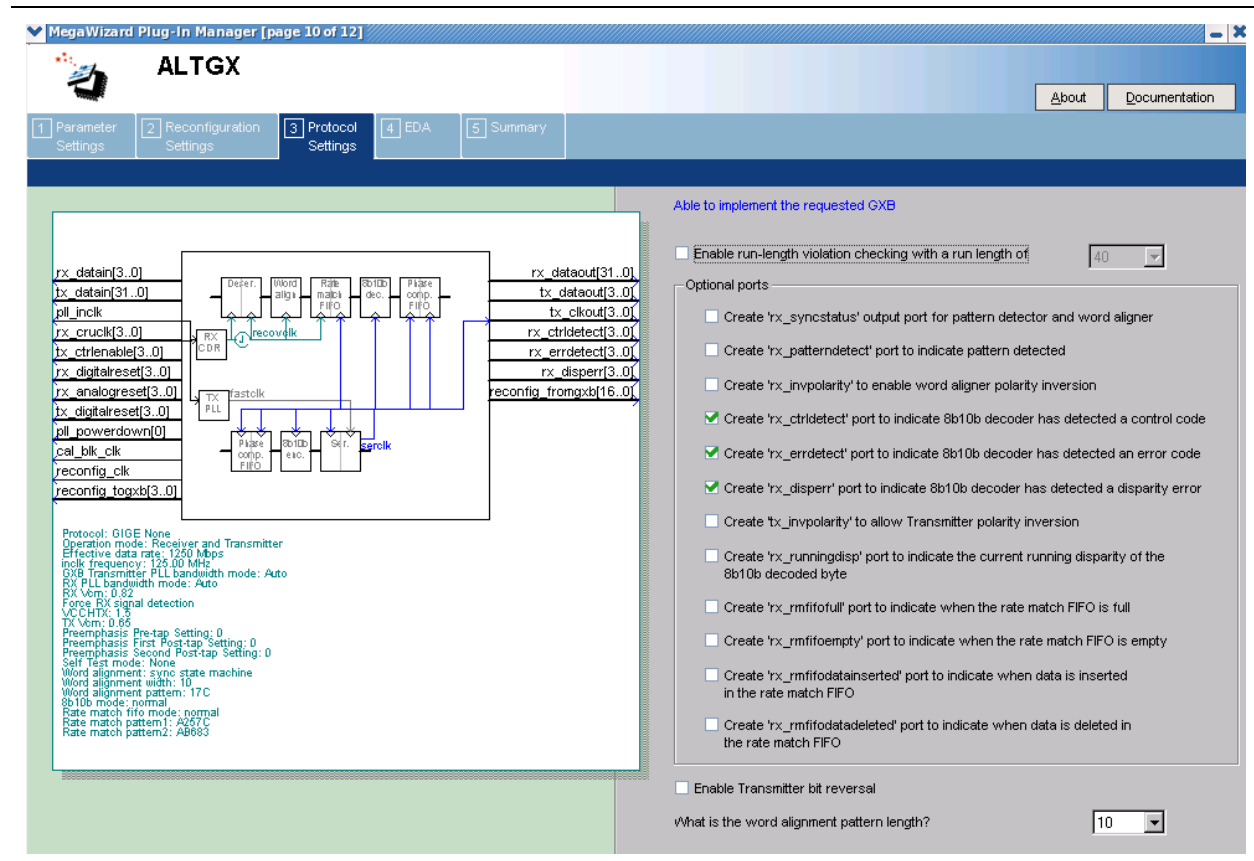 MegaWizard Plug-In Manager [page 10 of 12]
ALTGX
About
Documentation
1 Parameter Settings
2 Reconfiguration Settings
3 Protocol Settings
4 EDA
5 Summary
Able to implement the requested GXB
Enable run-length violation checking with a run length of
40
Optional ports
Create 'rx_syncstatus' output port for pattern detector and word aligner
Create 'rx_patterndetect' port to indicate pattern detected
Create 'rx_invpolarity' to enable word aligner polarity inversion
Create 'rx_ctrldetect' port to indicate 8b10b decoder has detected a control code
Create 'rx_errdetect' port to indicate 8b10b decoder has detected an error code
Create 'rx_disperr' port to indicate 8b10b decoder has detected a disparity error
Create 'tx_invpolarity' to allow Transmitter polarity inversion
Create 'rx_runningdisp' port to indicate the current running disparity of the
8b10b decoded byte
Create 'rx_rmfifofull' port to indicate when the rate match FIFO is full
Create 'rx_rmfifoempty' port to indicate when the rate match FIFO is empty
Create 'rx_rmfifodatainserted' port to indicate when data is inserted
in the rate match FIFO
Create 'rx_rmfifodatadeleted' port to indicate when data is deleted in
the rate match FIFO
Enable Transmitter bit reversal
What is the word alignment pattern length?
10
rx_datain[3..0]
tx_datain[31..0]
pll_inclk
rx_cruclk[3..0]
tx_ctrlenable[3..0]
rx_digitalreset[3..0]
rx_analogreset[3..0]
tx_digitalreset[3..0]
pll_powerdown[0]
cal_blk_clk
reconfig_clk
reconfig_togxb[3..0]
Deser.
Word align
Rate match FIFO
8b10b dec.
Phase comp. FIFO
RX CDR
recovclk
TX PLL
fastclk
Phase comp. FIFO
8b10b enc.
Ser.
serclk
rx_dataout[31..0]
tx_dataout[3..0]
tx_clkout[3..0]
rx_ctrldetect[3..0]
rx_errdetect[3..0]
rx_disperr[3..0]
reconfig_fromgxb[16..0]
Protocol: GIGE None
Operation mode: Receiver and Transmitter
Effective data rate: 1250 Mbps
inclk frequency: 125.00 MHz
GXB Transmitter PLL bandwidth mode: Auto
RX PLL bandwidth mode: Auto
RX Vcm: 0.82
Force RX signal detection
VCCHTX: 1.5
TX Vcm: 0.65
Preemphasis Pre-tap Setting: 0
Preemphasis First Post-tap Setting: 0
Preemphasis Second Post-tap Setting: 0
Self Test mode: None
Word alignment: sync state machine
Word alignment width: 10
Word alignment pattern: 17C
8b10b mode: normal
Rate match fifo mode: normal
Rate match pattern1: A257C
Rate match pattern2: AB683